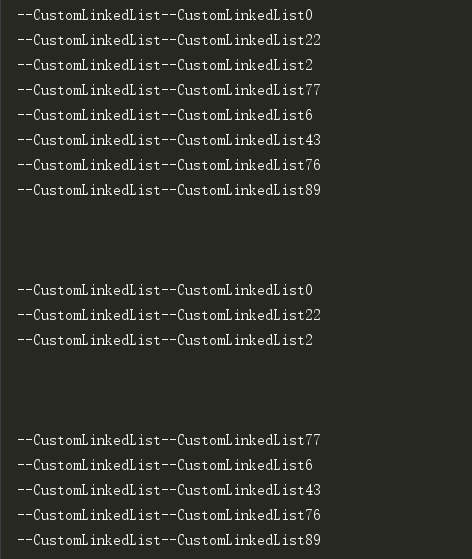 --CustomLinkedList--CustomLinkedList0
--CustomLinkedList--CustomLinkedList22
--CustomLinkedList--CustomLinkedList2
--CustomLinkedList--CustomLinkedList77
--CustomLinkedList--CustomLinkedList6
--CustomLinkedList--CustomLinkedList43
--CustomLinkedList--CustomLinkedList76
--CustomLinkedList--CustomLinkedList89
--CustomLinkedList--CustomLinkedList0
--CustomLinkedList--CustomLinkedList22
--CustomLinkedList--CustomLinkedList2
--CustomLinkedList--CustomLinkedList77
--CustomLinkedList--CustomLinkedList6
--CustomLinkedList--CustomLinkedList43
--CustomLinkedList--CustomLinkedList76
--CustomLinkedList--CustomLinkedList89